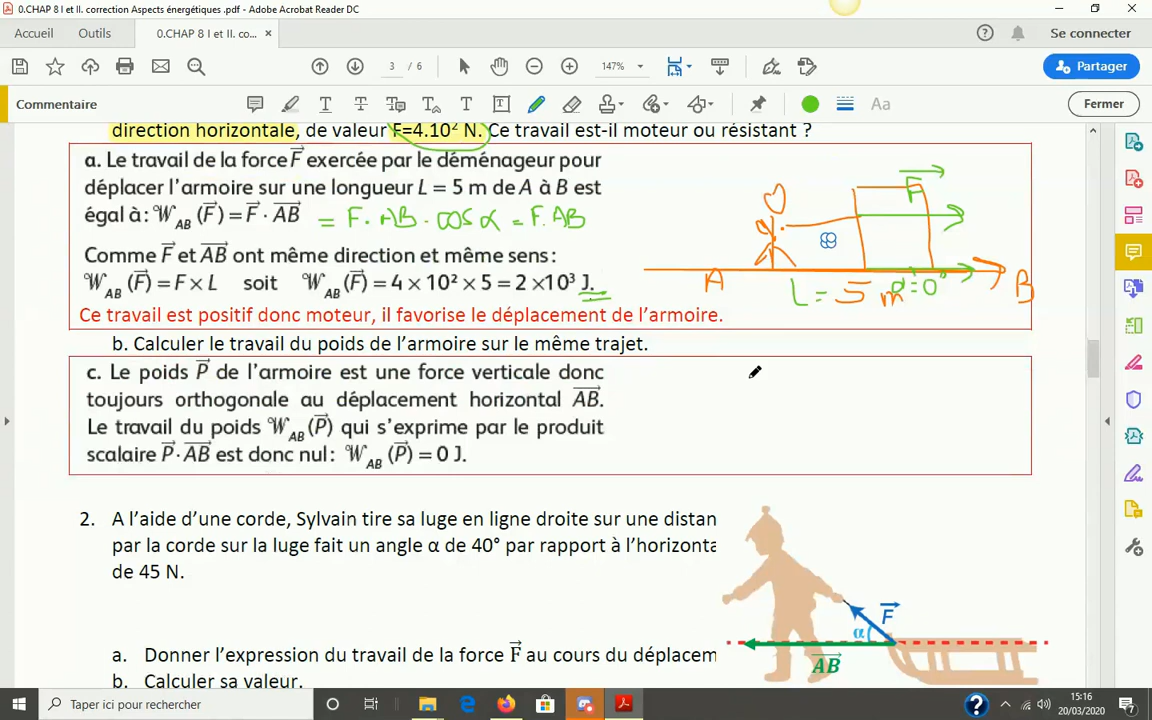 0.CHAP 8 I et II. correction Aspects énergétiques .pdf - Adobe Acrobat Reader DC
Accueil Outils 0.CHAP 8 I et II. co... × Se connecter
3 / 6 147% Partager
Commentaire Fermer
direction horizontale, de valeur F=4.10² N. Ce travail est-il moteur ou résistant ?
a. Le travail de la force F⃗ exercée par le déménageur pour
déplacer l'armoire sur une longueur L = 5 m de A à B est
égal à : W_AB (F⃗) = F⃗ · AB⃗ = F. AB . cos α = F. AB
Comme F⃗ et AB⃗ ont même direction et même sens :
W_AB (F⃗) = F × L soit W_AB (F⃗) = 4 × 10² × 5 = 2 × 10³ J.
Ce travail est positif donc moteur, il favorise le déplacement de l'armoire.
F⃗
A
L = 5 m
α = 0°
B
b. Calculer le travail du poids de l'armoire sur le même trajet.
c. Le poids P⃗ de l'armoire est une force verticale donc
toujours orthogonale au déplacement horizontal AB⃗.
Le travail du poids W_AB (P⃗) qui s'exprime par le produit
scalaire P⃗ · AB⃗ est donc nul : W_AB (P⃗) = 0 J.
2. A l'aide d'une corde, Sylvain tire sa luge en ligne droite sur une distan
par la corde sur la luge fait un angle α de 40° par rapport à l'horizonta
de 45 N.
F⃗
α
AB⃗
a. Donner l'expression du travail de la force F⃗ au cours du déplacem
b. Calculer sa valeur.
Taper ici pour rechercher
15:16
20/03/2020
7